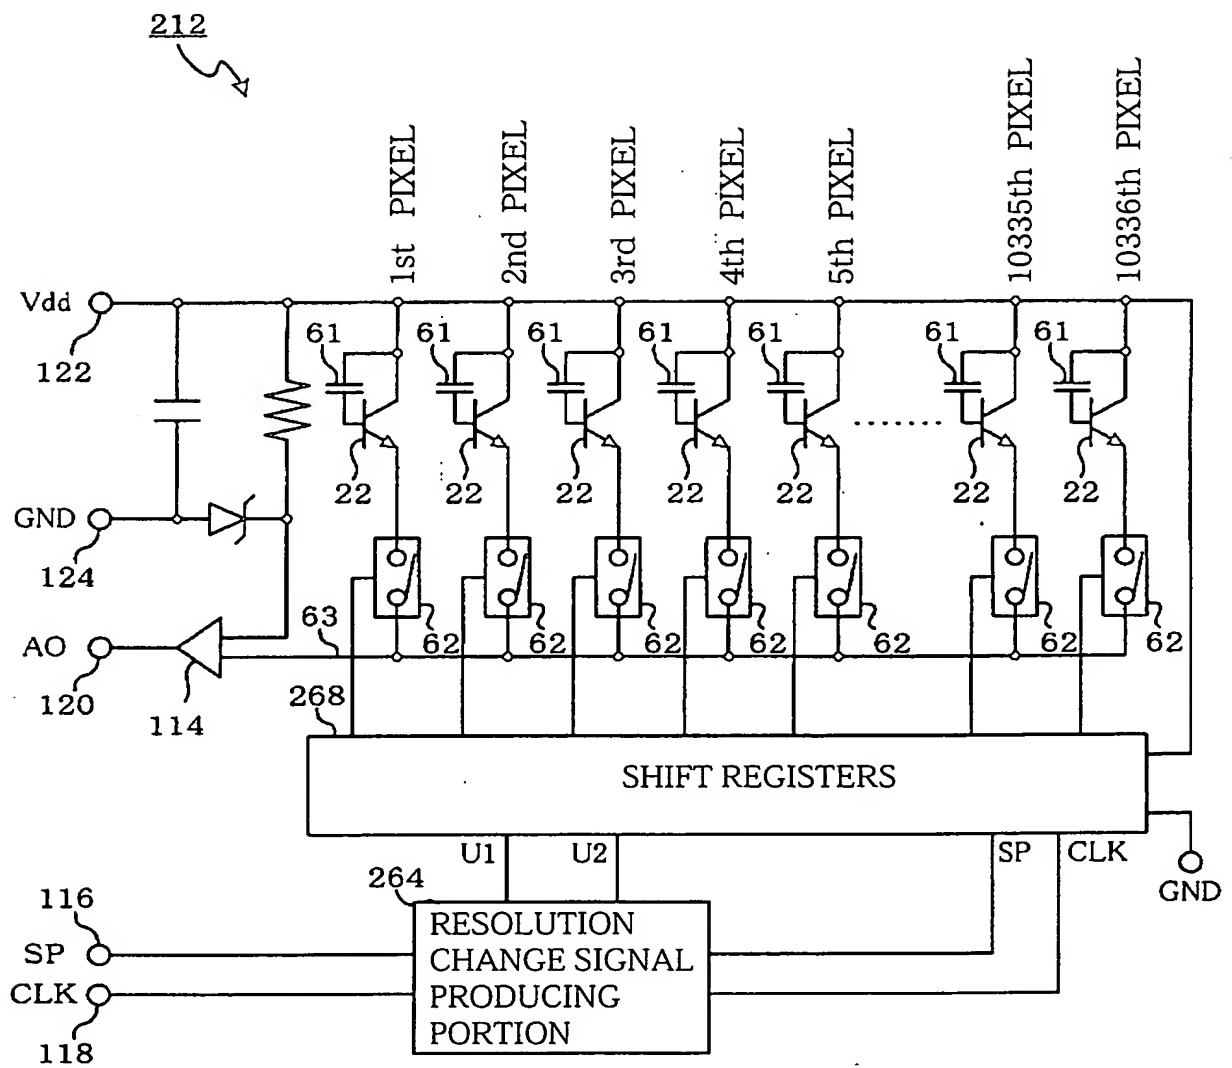 212
1st PIXEL
2nd PIXEL
3rd PIXEL
4th PIXEL
5th PIXEL
10335th PIXEL
10336th PIXEL
Vdd
122
61
61
61
61
61
61
61
22
22
22
22
22
22
22
GND
124
AO
120
114
63
62
62
62
62
62
62
62
268
SHIFT REGISTERS
U1
U2
SP
CLK
GND
264
RESOLUTION
CHANGE SIGNAL
PRODUCING
PORTION
116
SP
CLK
118